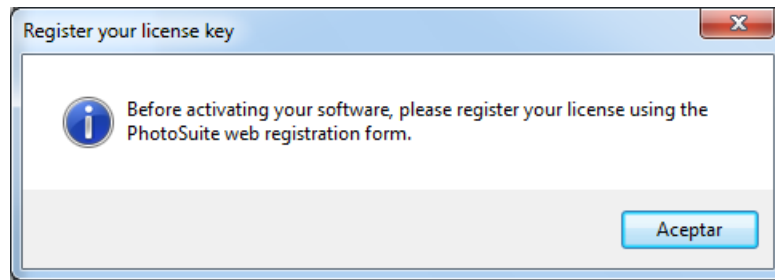 Register your license key
Before activating your software, please register your license using the
PhotoSuite web registration form.
Aceptar